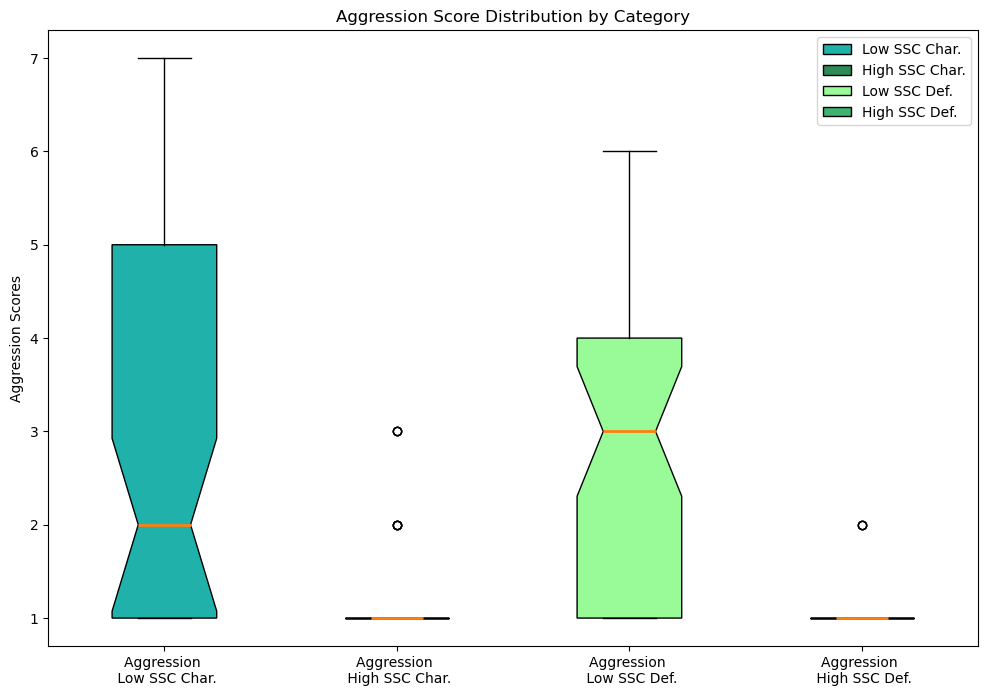 Aggression Score Distribution by Category
Low SSC Char.
High SSC Char.
Low SSC Def.
High SSC Def.
Aggression Scores
7
6
5
4
3
2
1
Aggression
Low SSC Char.
Aggression
High SSC Char.
Aggression
Low SSC Def.
Aggression
High SSC Def.